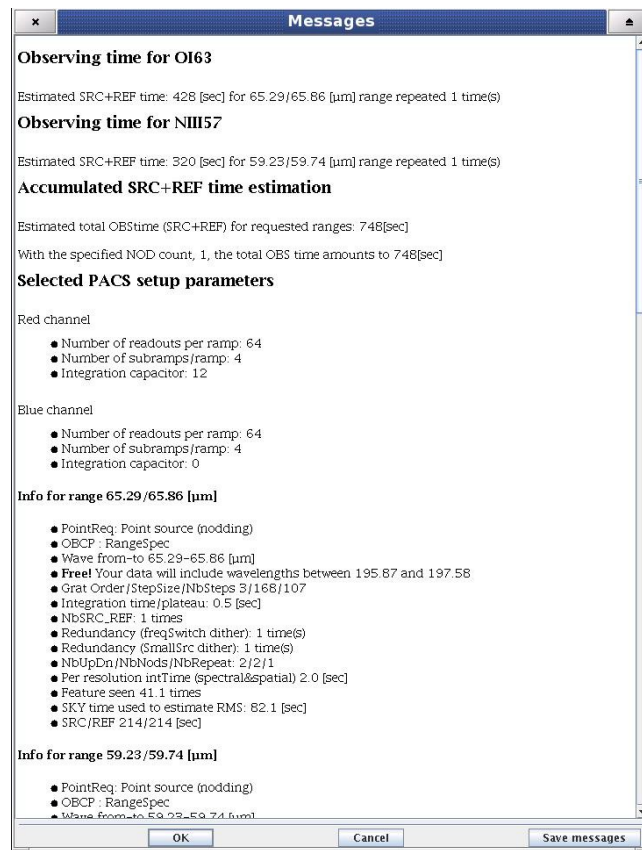 Messages
Observing time for OI63
Estimated SRC+REF time: 428 [sec] for 65.29/65.86 [µm] range repeated 1 time(s)
Observing time for NIII57
Estimated SRC+REF time: 320 [sec] for 59.23/59.74 [µm] range repeated 1 time(s)
Accumulated SRC+REF time estimation
Estimated total OBStime (SRC+REF) for requested ranges: 748[sec]
With the specified NOD count, 1, the total OBS time amounts to 748[sec]
Selected PACS setup parameters
Red channel
Number of readouts per ramp: 64
Number of subramps/ramp: 4
Integration capacitor: 12
Blue channel
Number of readouts per ramp: 64
Number of subramps/ramp: 4
Integration capacitor: 0
Info for range 65.29/65.86 [µm]
PointReq: Point source (nodding)
OBCP : RangeSpec
Wave from-to 65.29-65.86 [µm]
Free! Your data will include wavelengths between 195.87 and 197.58
Grat Order/StepSize/NbSteps 3/168/107
Integration time/plateau: 0.5 [sec]
NbSRC_REF: 1 times
Redundancy (freqSwitch dither): 1 time(s)
Redundancy (SmallSrc dither): 1 time(s)
NbUpDn/NbNods/NbRepeat: 2/2/1
Per resolution intTime (spectral&spatial) 2.0 [sec]
Feature seen 41.1 times
SKY time used to estimate RMS: 82.1 [sec]
SRC/REF 214/214 [sec]
Info for range 59.23/59.74 [µm]
PointReq: Point source (nodding)
OBCP : RangeSpec
Wave from-to 59.23-59.74 [µm]
OK Cancel Save messages